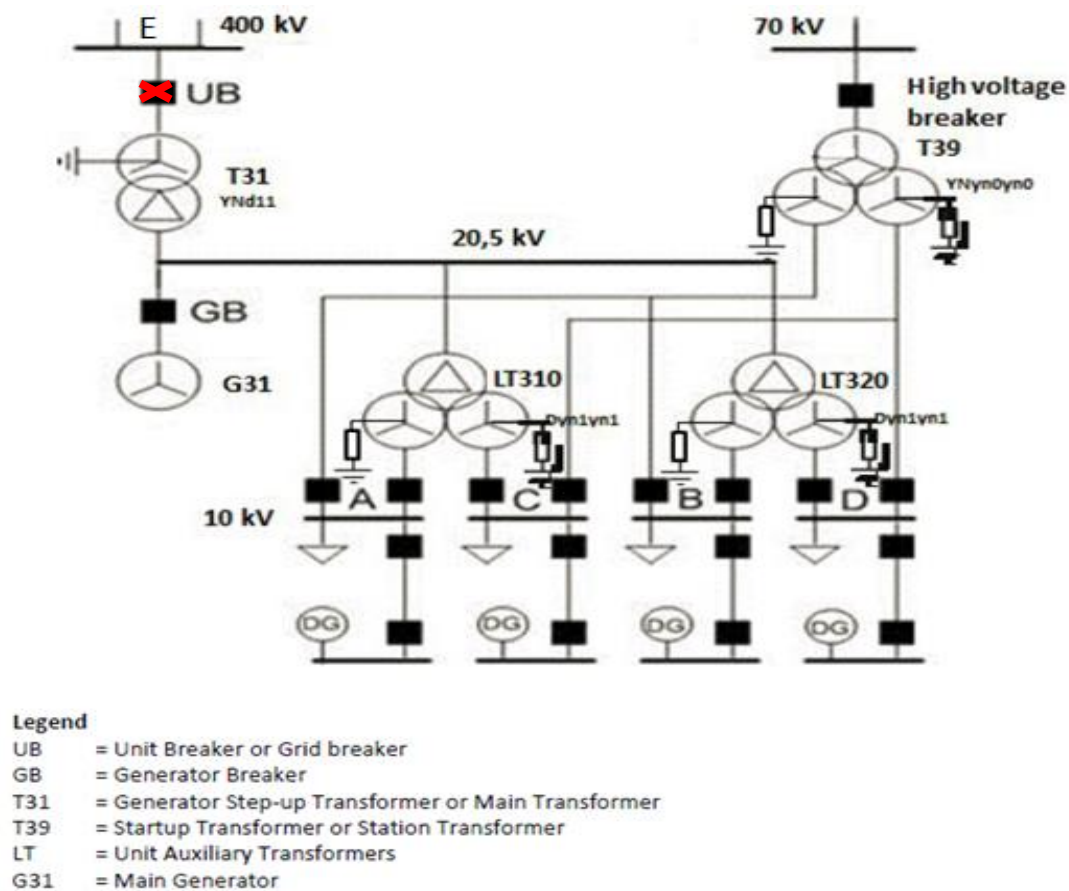 E 400 kV
70 kV
UB
High voltage
breaker
T39
T31
YNd11
YNyn0yn0
20,5 kV
GB
G31
LT310
LT320
Dyn1yn1
Dyn1yn1
A
C
B
D
10 kV
DG
DG
DG
DG
Legend
UB = Unit Breaker or Grid breaker
GB = Generator Breaker
T31 = Generator Step-up Transformer or Main Transformer
T39 = Startup Transformer or Station Transformer
LT = Unit Auxiliary Transformers
G31 = Main Generator